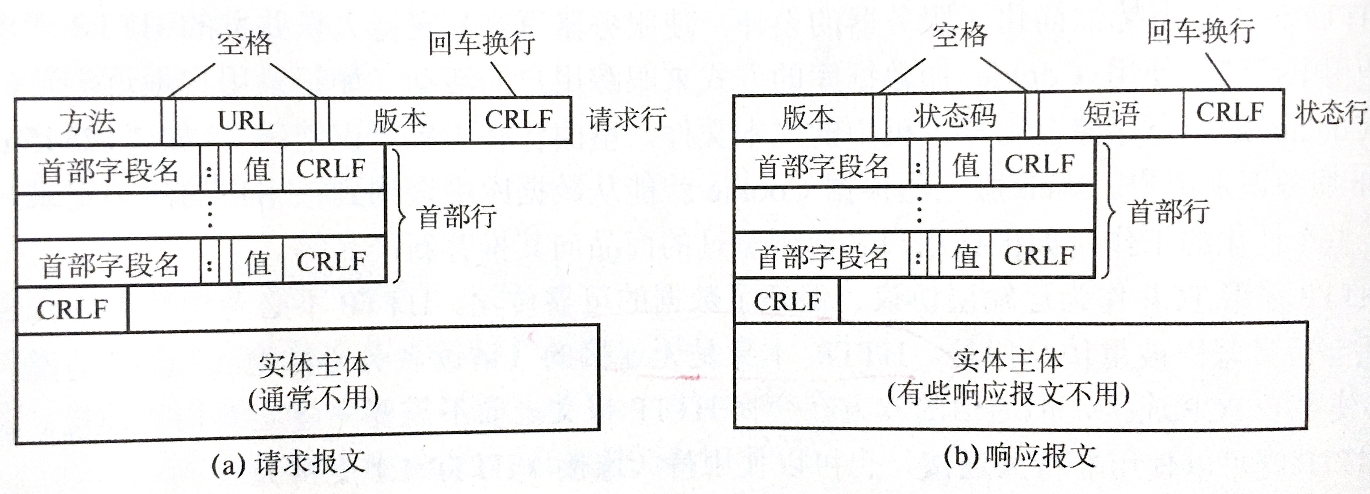 空格 回车换行
方法 URL 版本 CRLF 请求行
首部字段名 : 值 CRLF
⋮
首部行
首部字段名 : 值 CRLF
CRLF
实体主体
(通常不用)
(a) 请求报文
空格 回车换行
版本 状态码 短语 CRLF 状态行
首部字段名 : 值 CRLF
⋮
首部行
首部字段名 : 值 CRLF
CRLF
实体主体
(有些响应报文不用)
(b) 响应报文